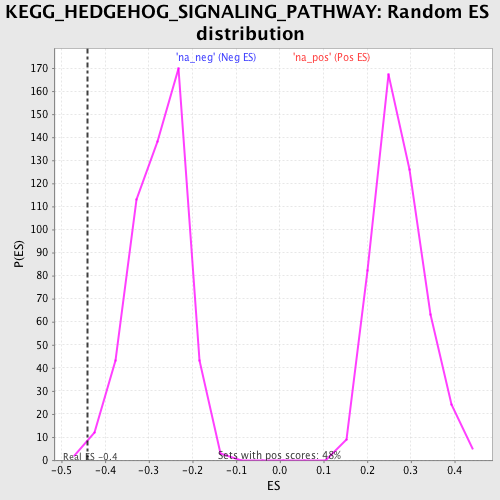 KEGG_HEDGEHOG_SIGNALING_PATHWAY: Random ES
distribution
'na_neg' (Neg ES) 'na_pos' (Pos ES)
170
160
150
140
130
120
110
100
90
80
70
60
50
40
30
20
10
0
P(ES)
Real ES -0.4
Sets with pos scores: 48%
-0.5 -0.4 -0.3 -0.2 -0.1 0.0 0.1 0.2 0.3 0.4
ES